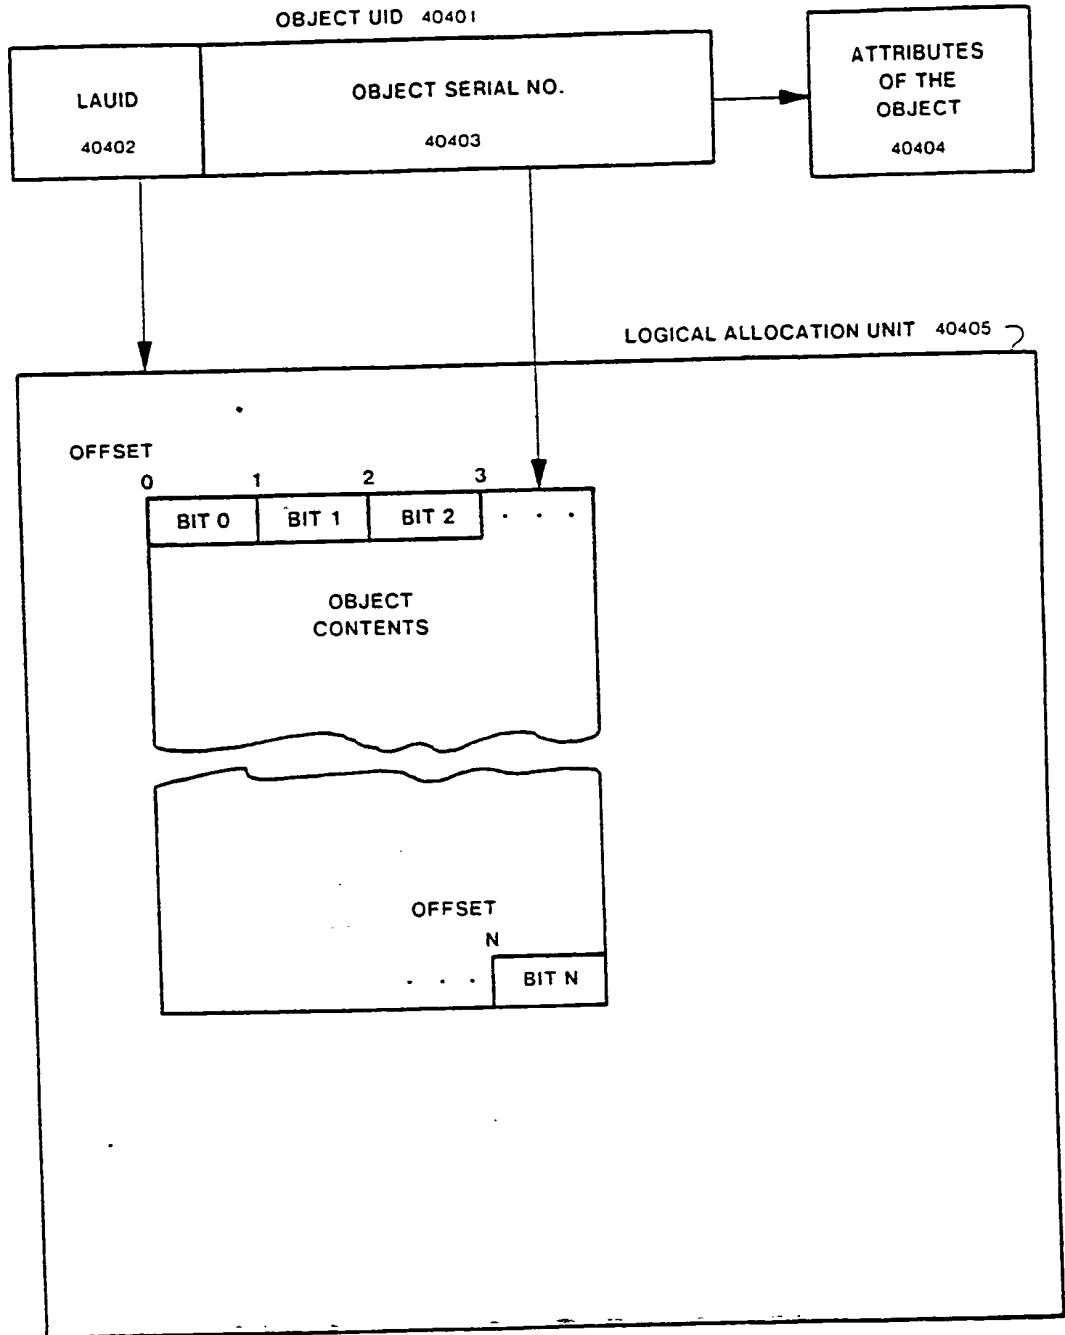 OBJECT UID 40401
LAUID
40402
OBJECT SERIAL NO.
40403
ATTRIBUTES
OF THE
OBJECT
40404
LOGICAL ALLOCATION UNIT 40405
OFFSET
0 1 2 3
BIT 0 BIT 1 BIT 2 . . .
OBJECT
CONTENTS
OFFSET
N
. . . BIT N